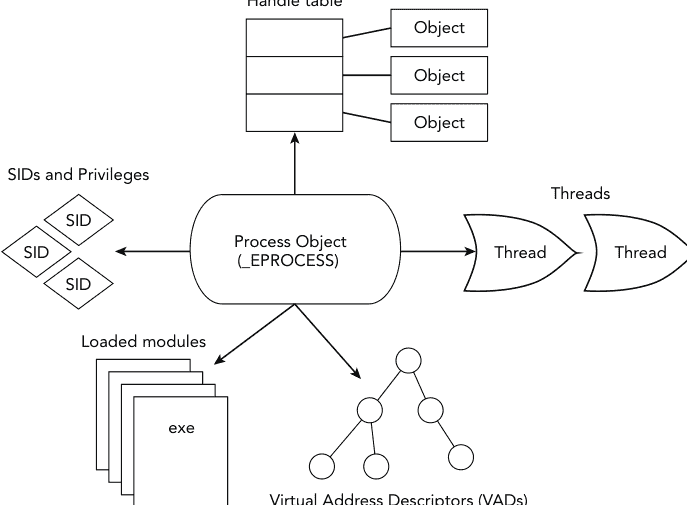 Handle table
Object
Object
Object
SIDs and Privileges
SID
SID
SID
Process Object
(_EPROCESS)
Threads
Thread
Thread
Loaded modules
exe
Virtual Address Descriptors (VADs)